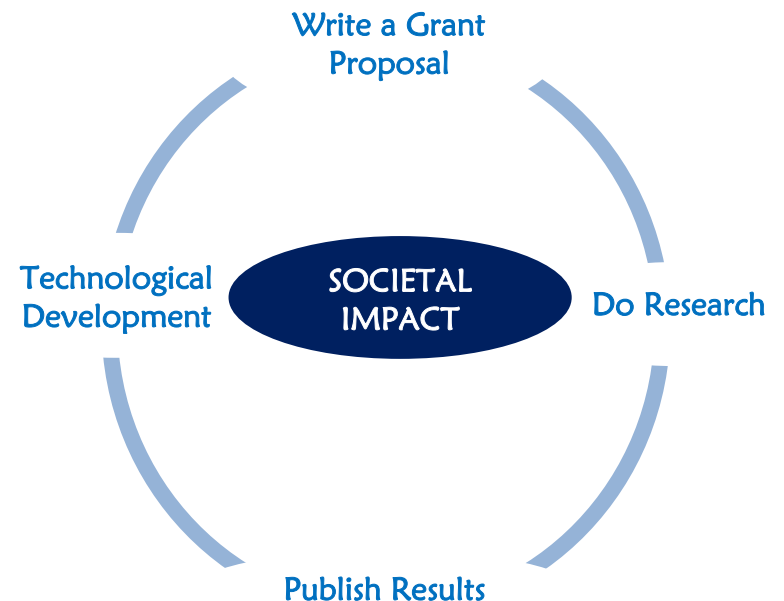 Write a Grant
Proposal
Technological
Development
SOCIETAL
IMPACT
Do Research
Publish Results